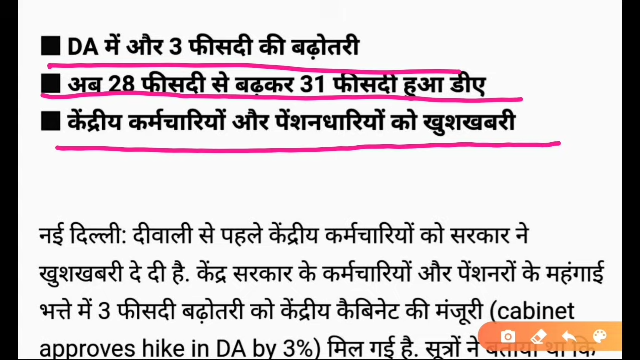 ■ DA में और 3 फीसदी की बढ़ोतरी
■ अब 28 फीसदी से बढ़कर 31 फीसदी हुआ डीए
■ केंद्रीय कर्मचारियों और पेंशनधारियों को खुशखबरी
नई दिल्ली: दीवाली से पहले केंद्रीय कर्मचारियों को सरकार ने
खुशखबरी दे दी है. केंद्र सरकार के कर्मचारियों और पेंशनरों के महंगाई
भत्ते में 3 फीसदी बढ़ोतरी को केंद्रीय कैबिनेट की मंजूरी (cabinet
approves hike in DA by 3%) मिल गई है. सूत्रों ने बताया था कि